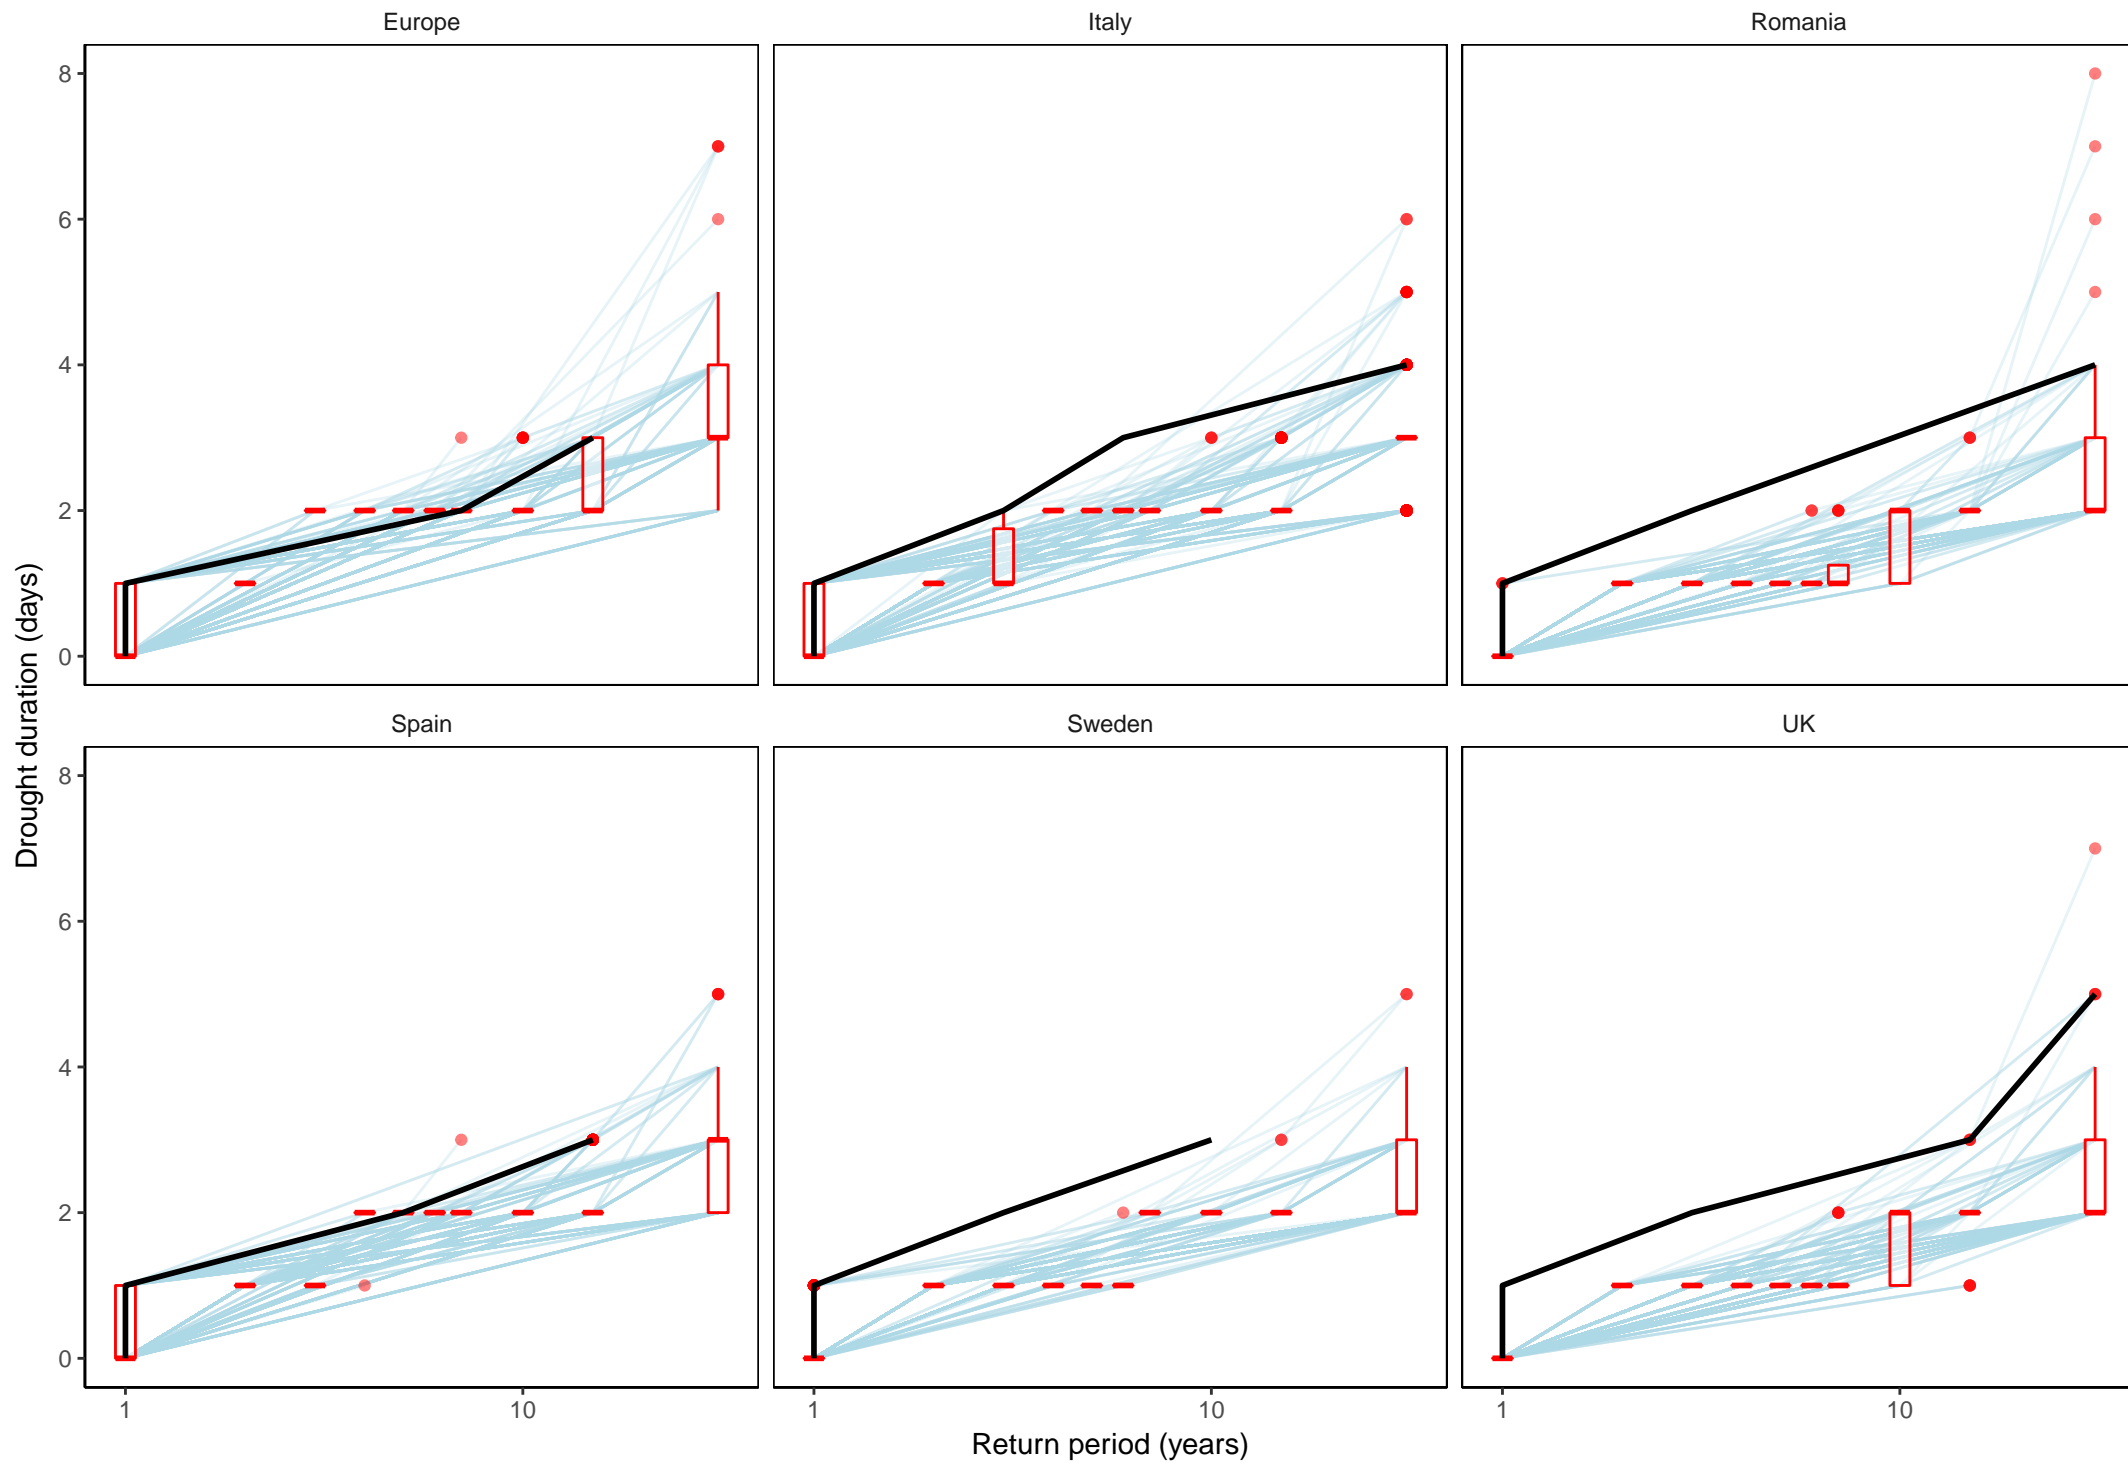 Europe
Italy
Romania
8
6
4
2
0
Drought duration (days)
Spain
Sweden
UK
8
6
4
2
0
1
10
1
10
1
10
Return period (years)